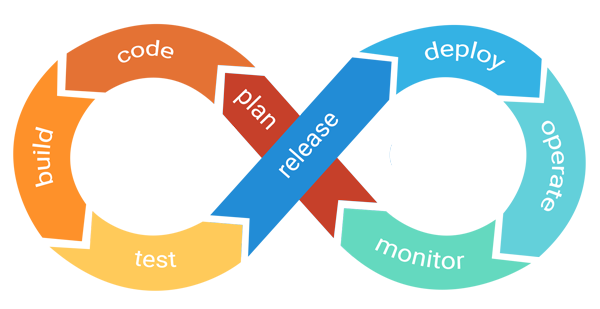 plan
code
build
test
release
deploy
operate
monitor